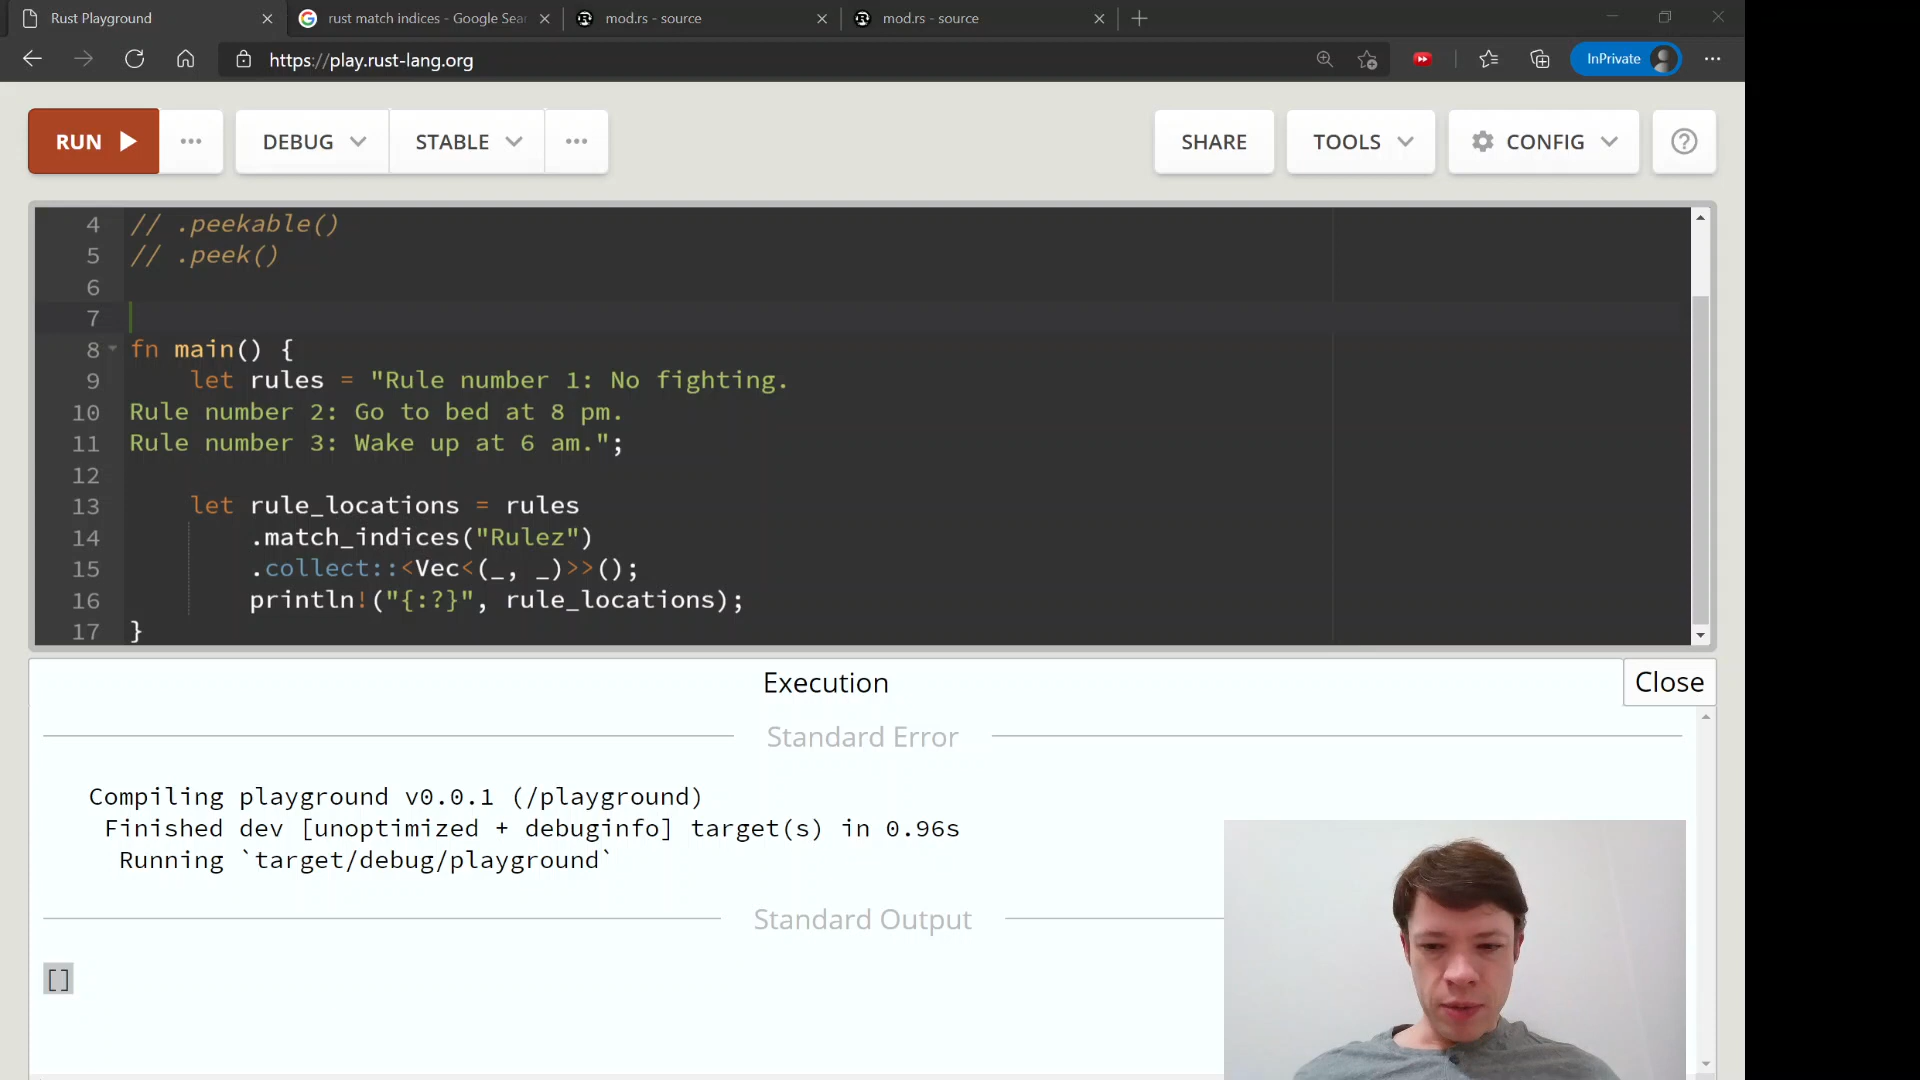 Rust Playground
rust match indices - Google Sear
mod.rs - source
mod.rs - source
https://play.rust-lang.org
InPrivate
RUN
DEBUG
STABLE
SHARE
TOOLS
CONFIG
4 // .peekable()
5 // .peek()
6
7
8 fn main() {
9 let rules = "Rule number 1: No fighting.
10 Rule number 2: Go to bed at 8 pm.
11 Rule number 3: Wake up at 6 am.";
12
13 let rule_locations = rules
14 .match_indices("Rulez")
15 .collect::<Vec<(_, _)>>();
16 println!("{:?}", rule_locations);
17 }
Execution
Close
Standard Error
Compiling playground v0.0.1 (/playground)
Finished dev [unoptimized + debuginfo] target(s) in 0.96s
Running `target/debug/playground`
Standard Output
[]